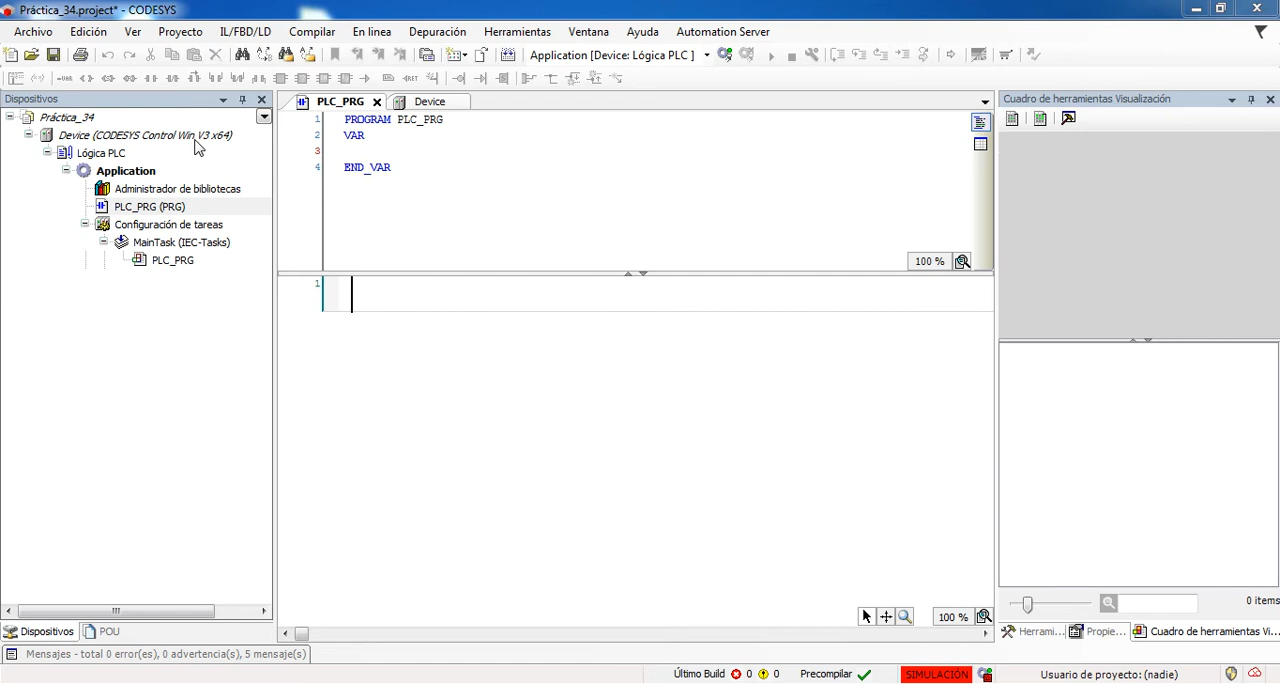 Práctica_34.project* - CODESYS
Archivo Edición Ver Proyecto IL/FBD/LD Compilar En linea Depuración Herramientas Ventana Ayuda Automation Server
Application [Device: Lógica PLC ]
Dispositivos
Práctica_34
Device (CODESYS Control Win V3 x64)
Lógica PLC
Application
Administrador de bibliotecas
PLC_PRG (PRG)
Configuración de tareas
MainTask (IEC-Tasks)
PLC_PRG
Dispositivos POU
PLC_PRG Device
1 PROGRAM PLC_PRG
2 VAR
3
4 END_VAR
100 %
1
100 %
Cuadro de herramientas Visualización
0 items
Herrami... Propie... Cuadro de herramientas Vi...
Mensajes - total 0 error(es), 0 advertencia(s), 5 mensaje(s)
Último Build 0 0 Precompilar SIMULACIÓN Usuario de proyecto: (nadie)